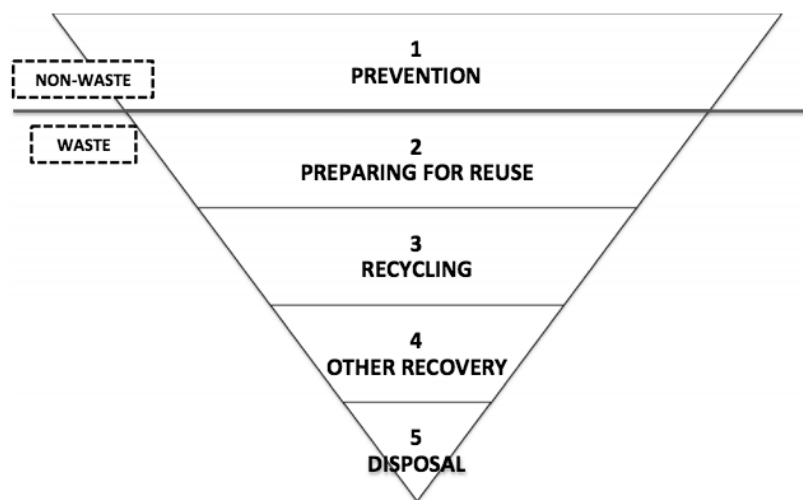 1
PREVENTION
NON-WASTE
WASTE
2
PREPARING FOR REUSE
3
RECYCLING
4
OTHER RECOVERY
5
DISPOSAL